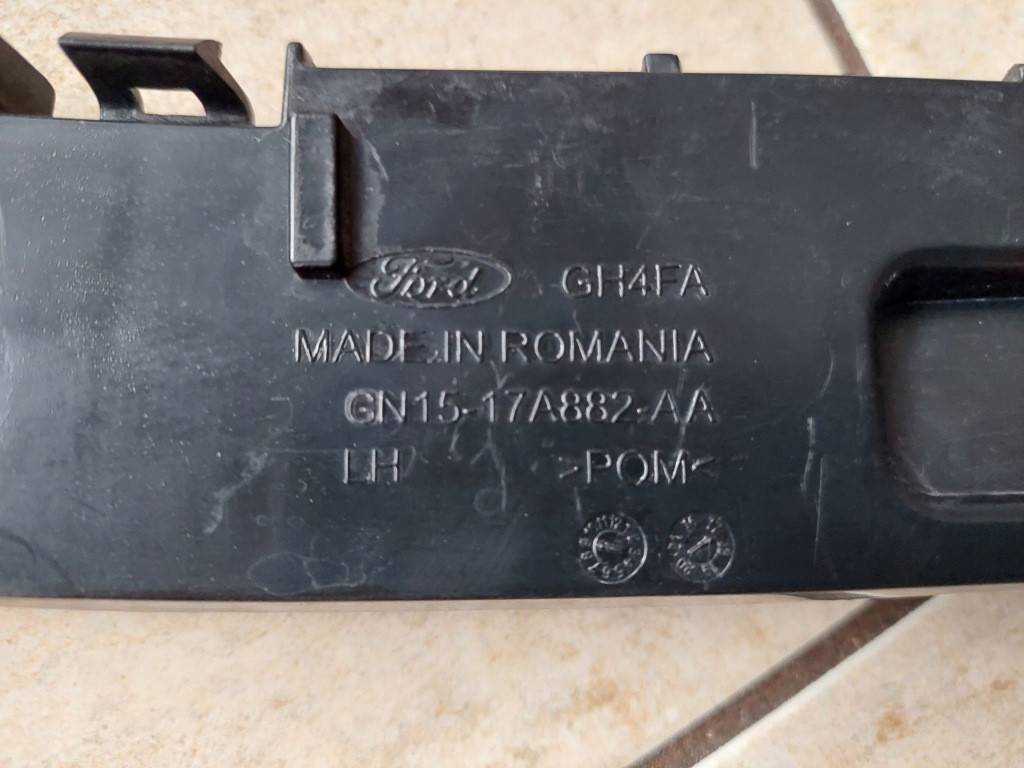 Ford GH4FA
MADE IN ROMANIA
GN15-17A882-AA
LH >POM<